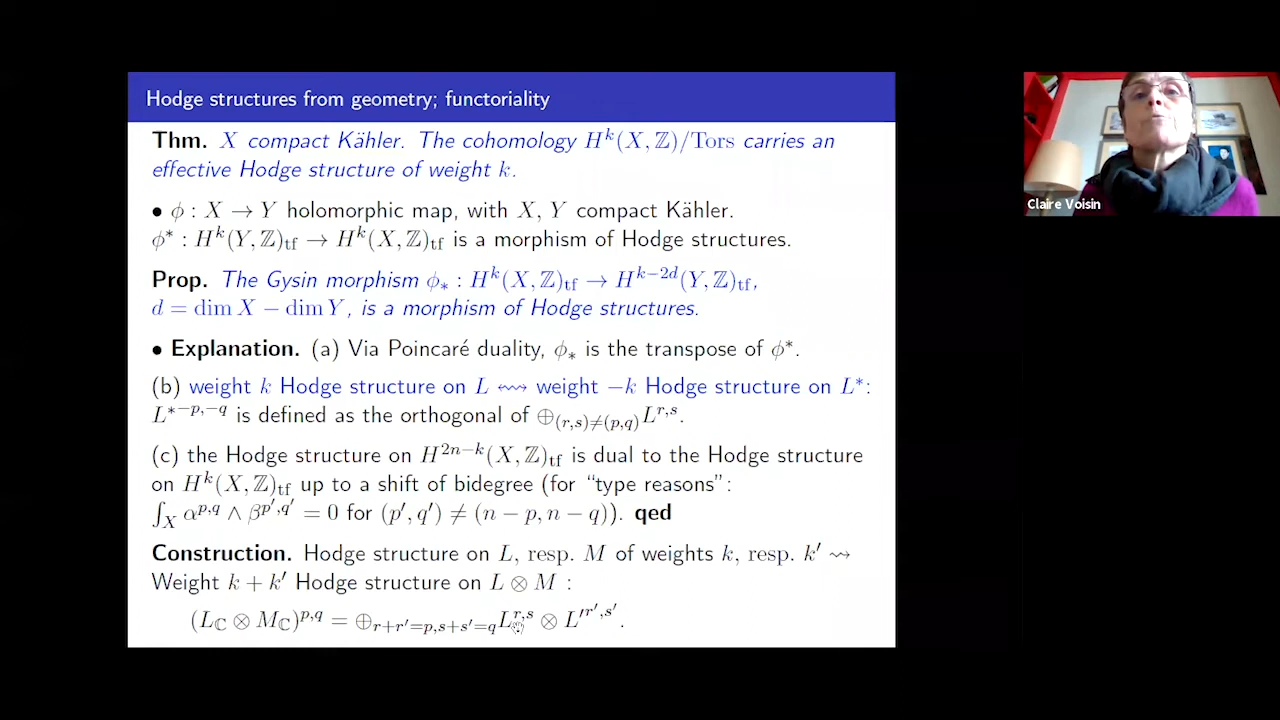 Hodge structures from geometry; functoriality
Thm. X compact Kähler. The cohomology H^k(X, ℤ)/Tors carries an
effective Hodge structure of weight k.
• ϕ : X → Y holomorphic map, with X, Y compact Kähler.
ϕ^* : H^k(Y, ℤ)_tf → H^k(X, ℤ)_tf is a morphism of Hodge structures.
Prop. The Gysin morphism ϕ_* : H^k(X, ℤ)_tf → H^{k−2d}(Y, ℤ)_tf,
d = dim X − dim Y, is a morphism of Hodge structures.
• Explanation. (a) Via Poincaré duality, ϕ_* is the transpose of ϕ^*.
(b) weight k Hodge structure on L ↭ weight −k Hodge structure on L^*:
L^{*−p,−q} is defined as the orthogonal of ⊕_{(r,s)≠(p,q)} L^{r,s}.
(c) the Hodge structure on H^{2n−k}(X, ℤ)_tf is dual to the Hodge structure
on H^k(X, ℤ)_tf up to a shift of bidegree (for “type reasons”:
∫_X α^{p,q} ∧ β^{p′,q′} = 0 for (p′, q′) ≠ (n − p, n − q)). qed
Construction. Hodge structure on L, resp. M of weights k, resp. k′ ⇝
Weight k + k′ Hodge structure on L ⊗ M :
(L_ℂ ⊗ M_ℂ)^{p,q} = ⊕_{r+r′=p,s+s′=q} L^{r,s} ⊗ L′^{r′,s′}.
Claire Voisin